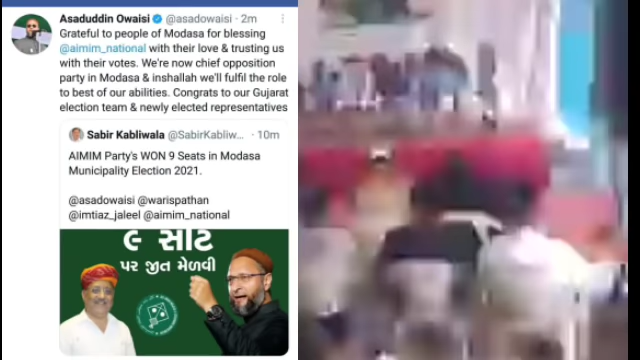 Asaduddin Owaisi @asadowaisi · 2m
Grateful to people of Modasa for blessing
@aimim_national with their love & trusting us
with their votes. We're now chief opposition
party in Modasa & inshallah we'll fulfil the role
to best of our abilities. Congrats to our Gujarat
election team & newly elected representatives
Sabir Kabliwala @SabirKabliw... · 10m
AIMIM Party's WON 9 Seats in Modasa
Municipality Election 2021.
@asadowaisi @warispathan
@imtiaz_jaleel @aimim_national
૯ સીટ
પર જીત મેળવી